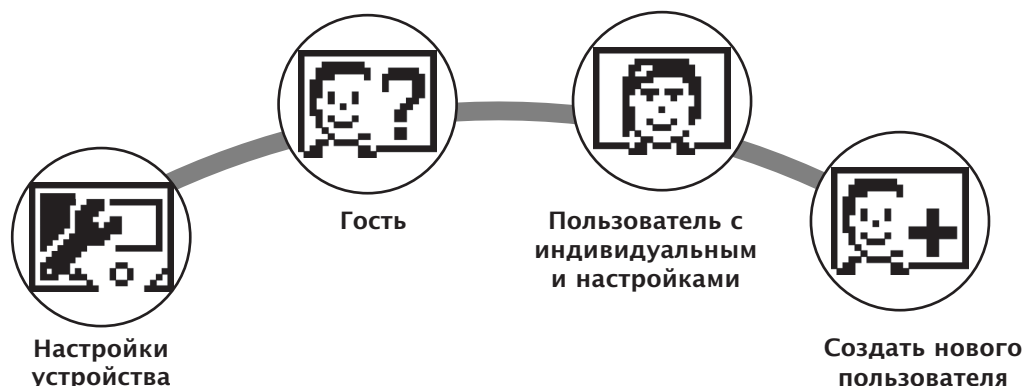 Гость
Пользователь с
индивидуальным
и настройками
Настройки
устройства
Создать нового
пользователя